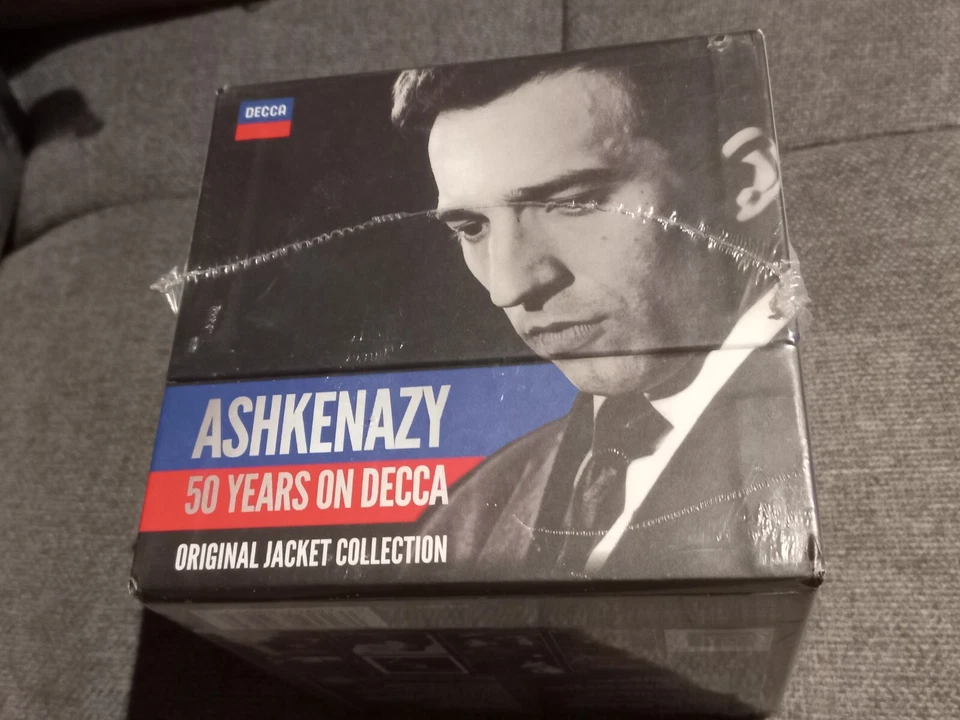 DECCA
ASHKENAZY
50 YEARS ON DECCA
ORIGINAL JACKET COLLECTION